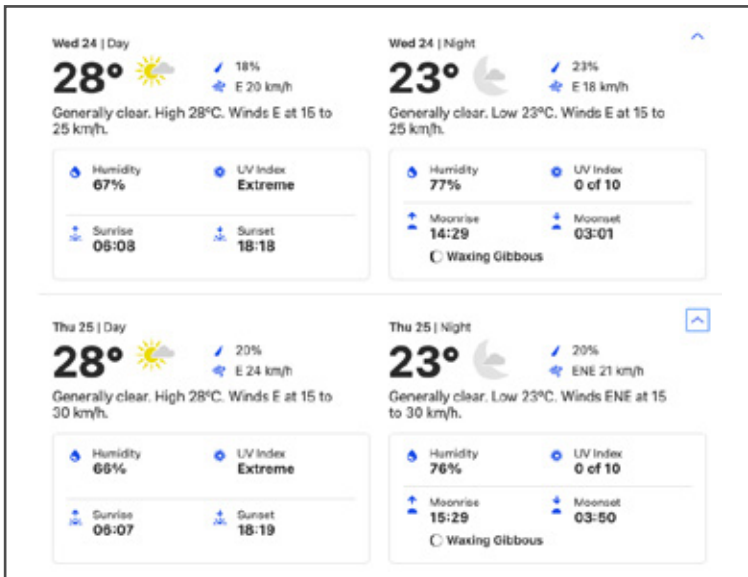 Wed 24 | Day
28°
18%
E 20 km/h
Generally clear. High 28°C. Winds E at 15 to
25 km/h.
Humidity
67%
UV Index
Extreme
Sunrise
06:08
Sunset
18:18
Wed 24 | Night
23°
23%
E 18 km/h
Generally clear. Low 23°C. Winds E at 15 to
25 km/h.
Humidity
77%
UV Index
0 of 10
Moonrise
14:29
Moonset
03:01
Waxing Gibbous
Thu 25 | Day
28°
20%
E 24 km/h
Generally clear. High 28°C. Winds E at 15 to
30 km/h.
Humidity
66%
UV Index
Extreme
Sunrise
06:07
Sunset
18:19
Thu 25 | Night
23°
20%
ENE 21 km/h
Generally clear. Low 23°C. Winds ENE at 15
to 30 km/h.
Humidity
76%
UV Index
0 of 10
Moonrise
15:29
Moonset
03:50
Waxing Gibbous